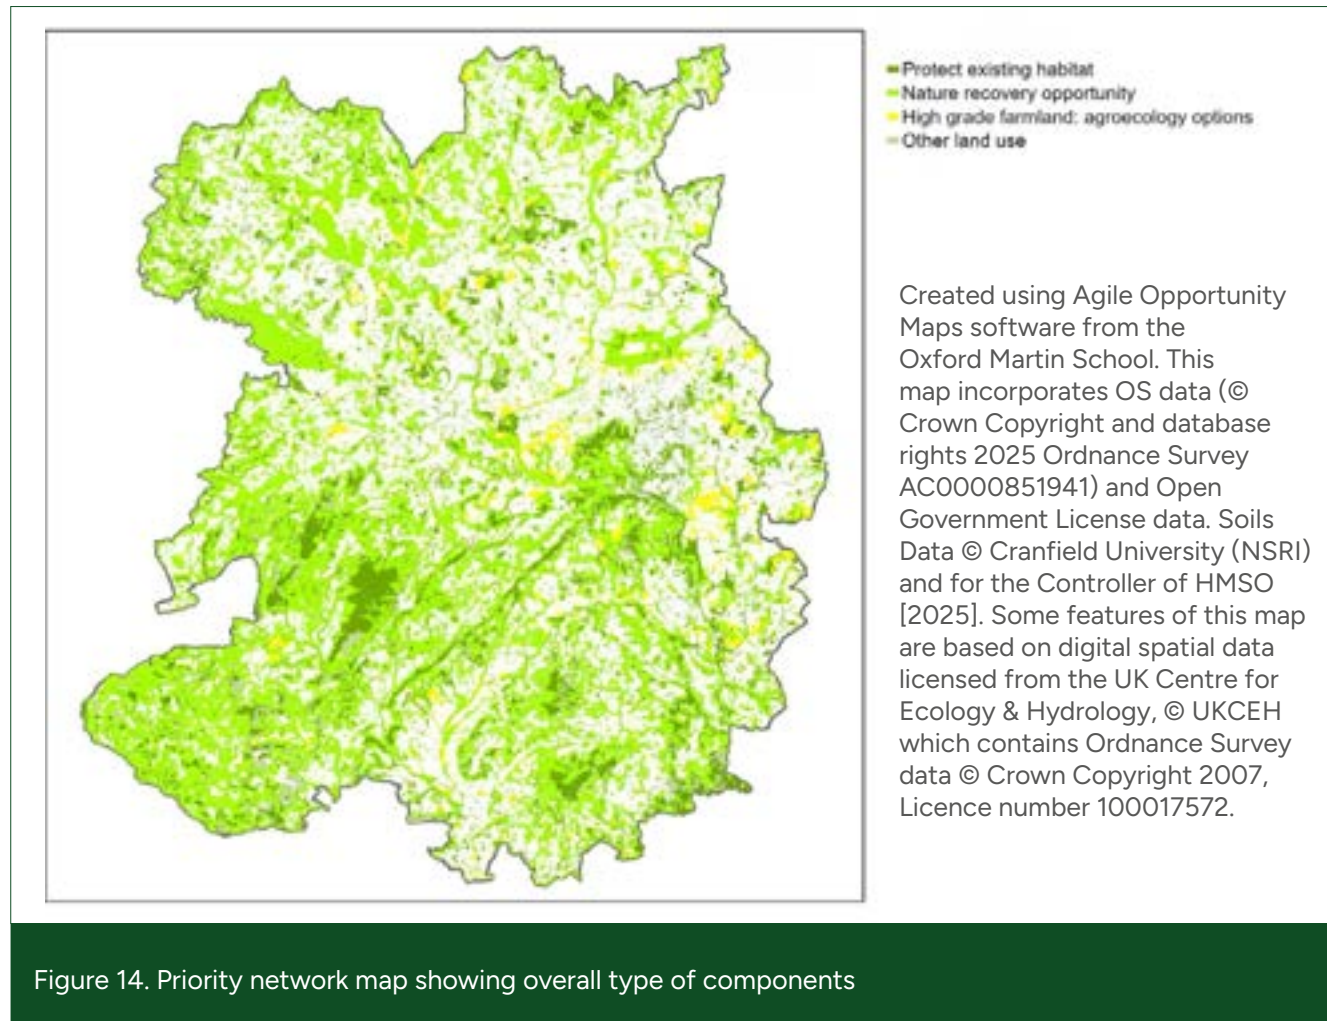 Protect existing habitat
Nature recovery opportunity
High grade farmland: agroecology options
Other land use
Created using Agile Opportunity
Maps software from the
Oxford Martin School. This
map incorporates OS data (©
Crown Copyright and database
rights 2025 Ordnance Survey
AC0000851941) and Open
Government License data. Soils
Data © Cranfield University (NSRI)
and for the Controller of HMSO
[2025]. Some features of this map
are based on digital spatial data
licensed from the UK Centre for
Ecology & Hydrology, © UKCEH
which contains Ordnance Survey
data © Crown Copyright 2007,
Licence number 100017572.
Figure 14. Priority network map showing overall type of components